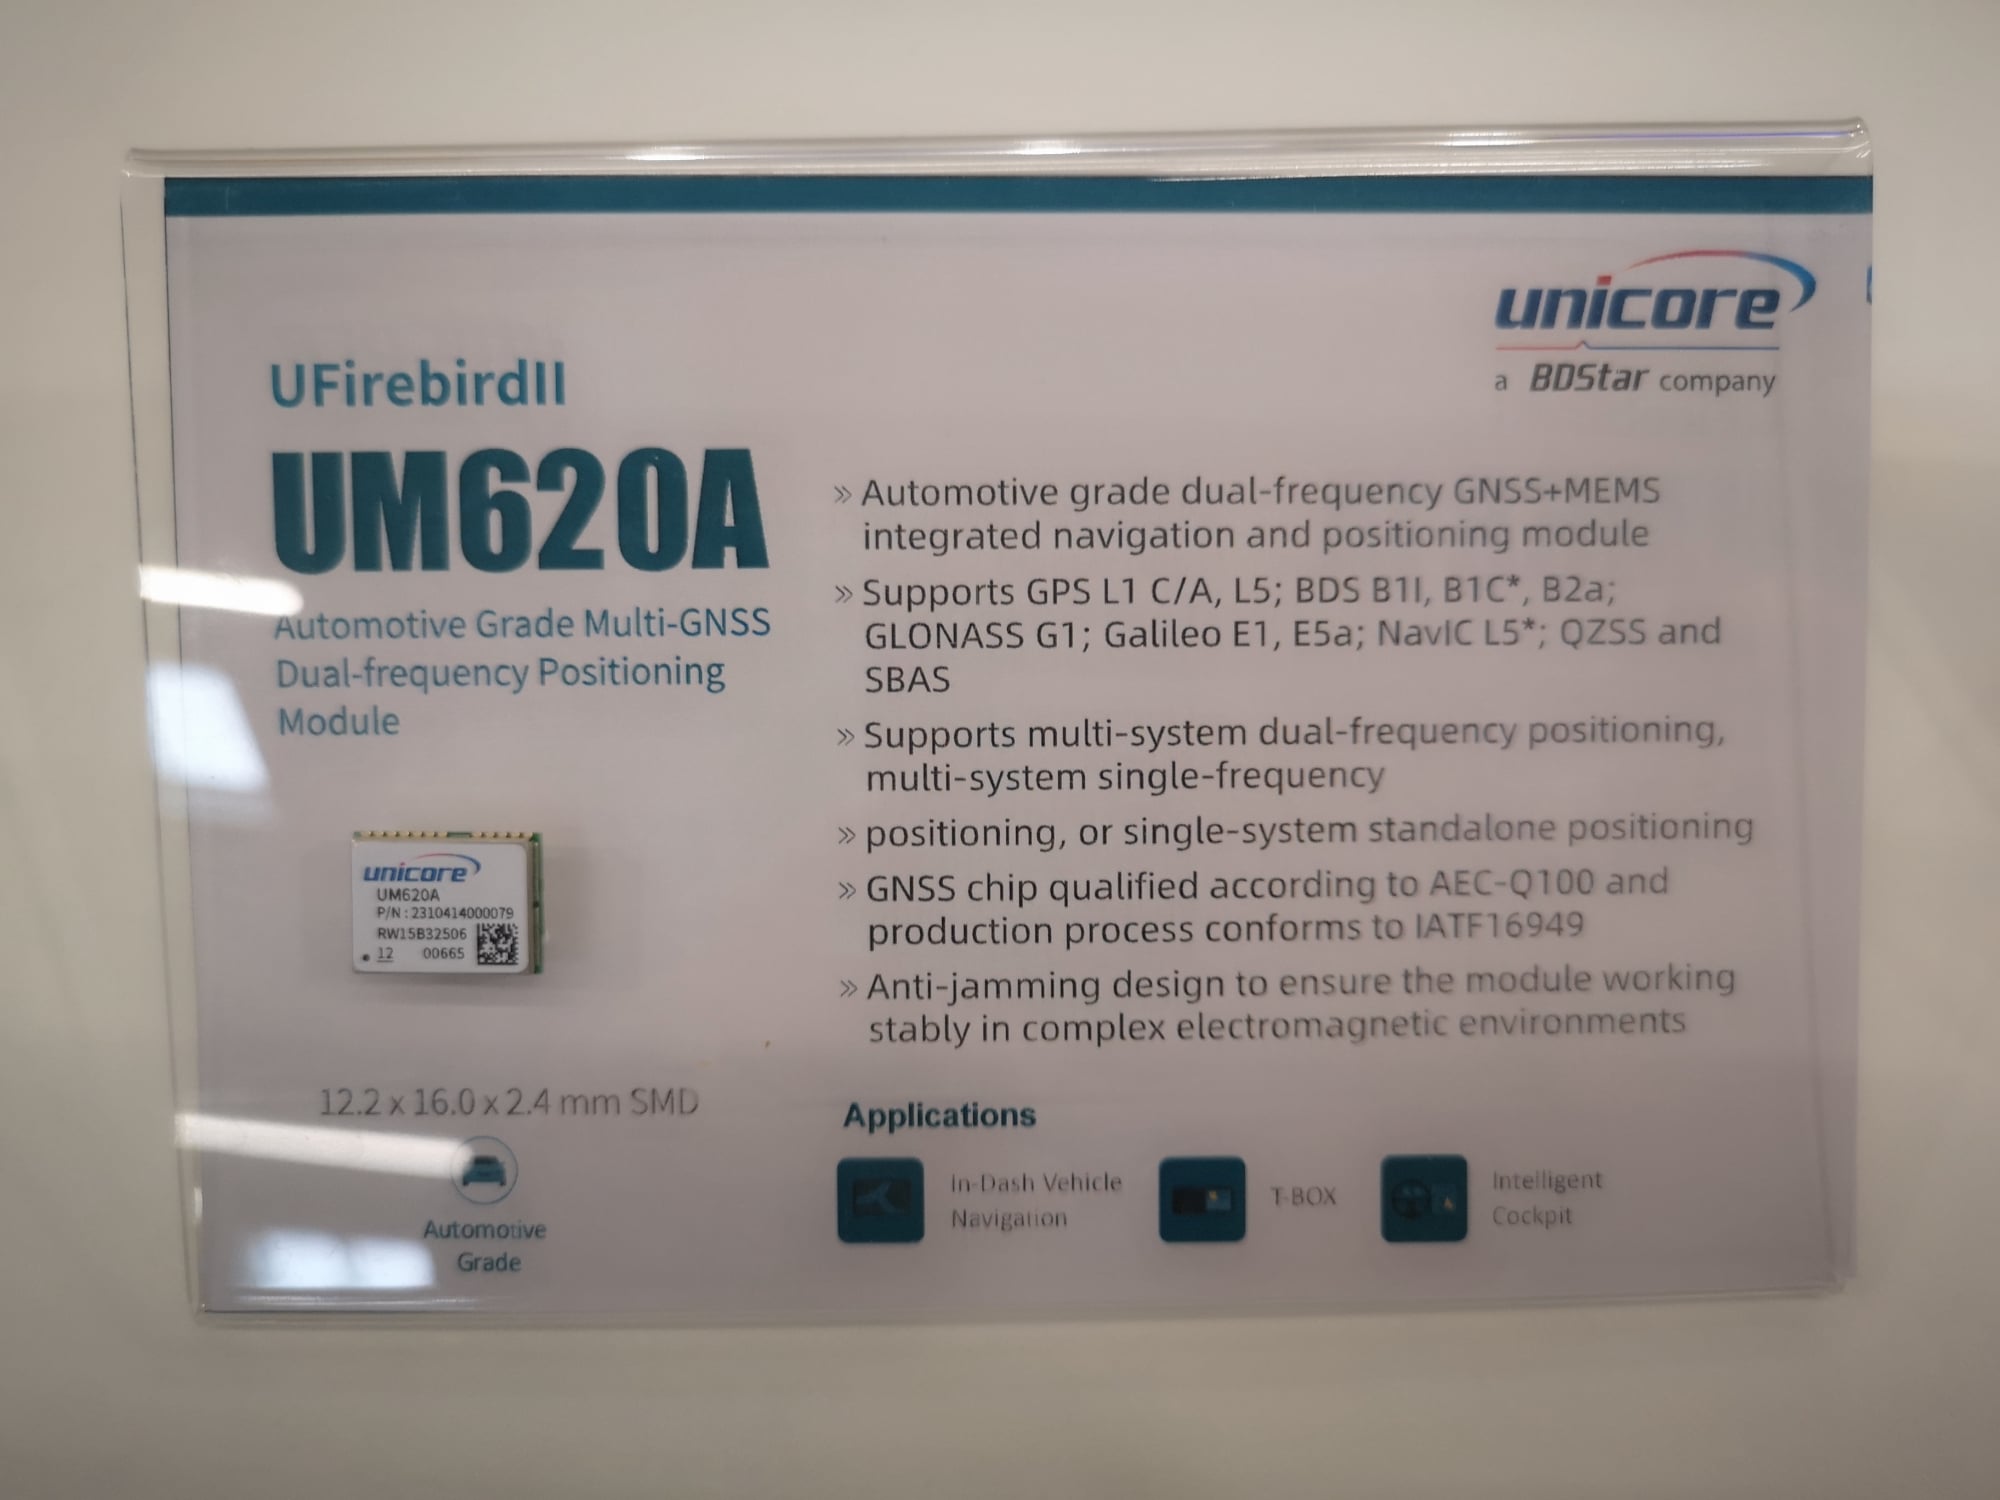 unicore
a BDStar company
UFirebirdII
UM620A
Automotive Grade Multi-GNSS
Dual-frequency Positioning
Module
unicore
UM620A
P/N : 2310414000079
RW15B32506
12 00665
12.2 x 16.0 x 2.4 mm SMD
Automotive
Grade
» Automotive grade dual-frequency GNSS+MEMS
integrated navigation and positioning module
» Supports GPS L1 C/A, L5; BDS B1I, B1C*, B2a;
GLONASS G1; Galileo E1, E5a; NavIC L5*; QZSS and
SBAS
» Supports multi-system dual-frequency positioning,
multi-system single-frequency
» positioning, or single-system standalone positioning
» GNSS chip qualified according to AEC-Q100 and
production process conforms to IATF16949
» Anti-jamming design to ensure the module working
stably in complex electromagnetic environments
Applications
In-Dash Vehicle
Navigation
T-BOX
Intelligent
Cockpit